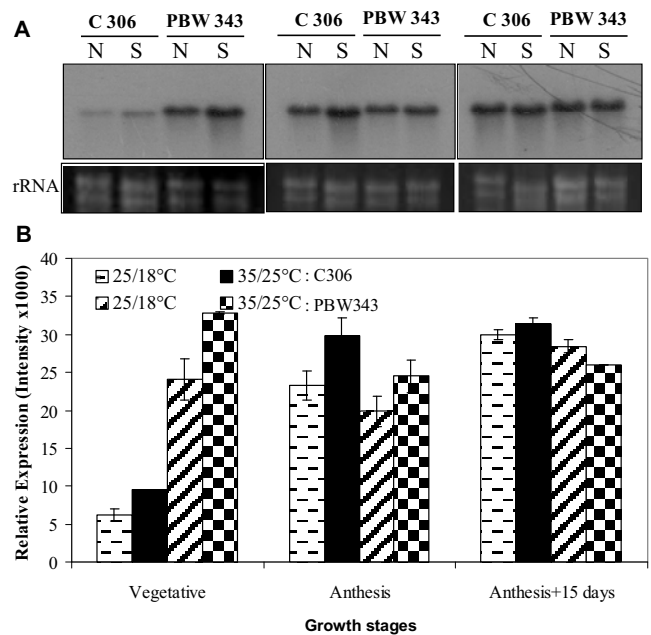 A
C 306 PBW 343 C 306 PBW 343 C 306 PBW 343
N S N S N S N S N S N S
rRNA
B
40
35
30
25
20
15
10
5
0
Relative Expression (Intensity x1000)
25/18°C 35/25°C : C306
25/18°C 35/25°C : PBW343
Vegetative Anthesis Anthesis+15 days
Growth stages